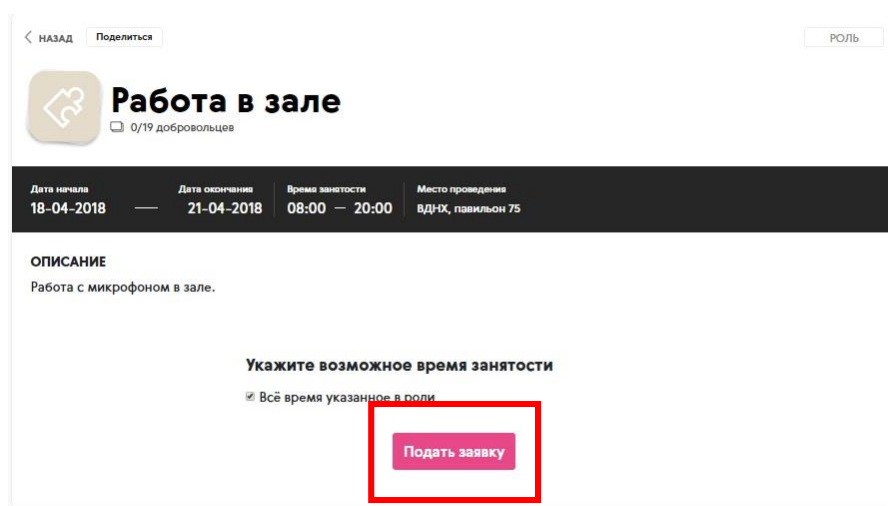 НАЗАД Поделиться РОЛЬ
Работа в зале
0/19 добровольцев
Дата начала Дата окончания Время занятости Место проведения
18-04-2018 — 21-04-2018 08:00 — 20:00 ВДНХ, павильон 75
ОПИСАНИЕ
Работа с микрофоном в зале.
Укажите возможное время занятости
Всё время указанное в роли
Подать заявку